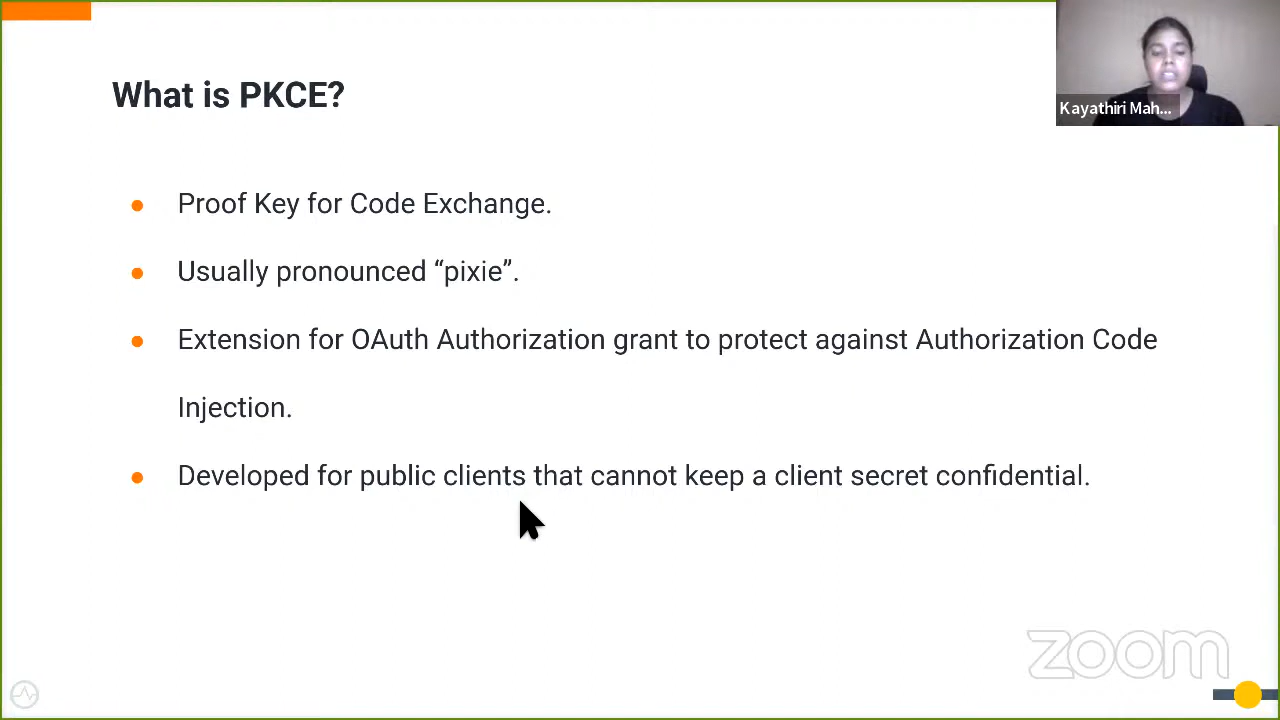 What is PKCE?
Kayathiri Mah...
Proof Key for Code Exchange.
Usually pronounced “pixie”.
Extension for OAuth Authorization grant to protect against Authorization Code
Injection.
Developed for public clients that cannot keep a client secret confidential.
zoom